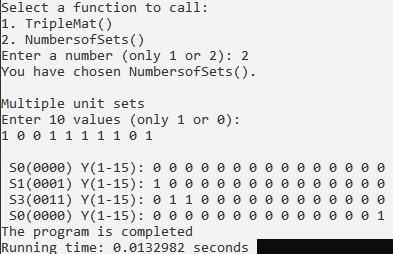 Select a function to call:
1. TripleMat()
2. NumbersofSets()
Enter a number (only 1 or 2): 2
You have chosen NumbersofSets().
Multiple unit sets
Enter 10 values (only 1 or 0):
1 0 0 1 1 1 1 1 0 1
S0(0000) Y(1-15): 0 0 0 0 0 0 0 0 0 0 0 0 0 0 0
S1(0001) Y(1-15): 1 0 0 0 0 0 0 0 0 0 0 0 0 0 0
S3(0011) Y(1-15): 0 1 1 0 0 0 0 0 0 0 0 0 0 0 0
S0(0000) Y(1-15): 0 0 0 0 0 0 0 0 0 0 0 0 0 0 1
The program is completed
Running time: 0.0132982 seconds